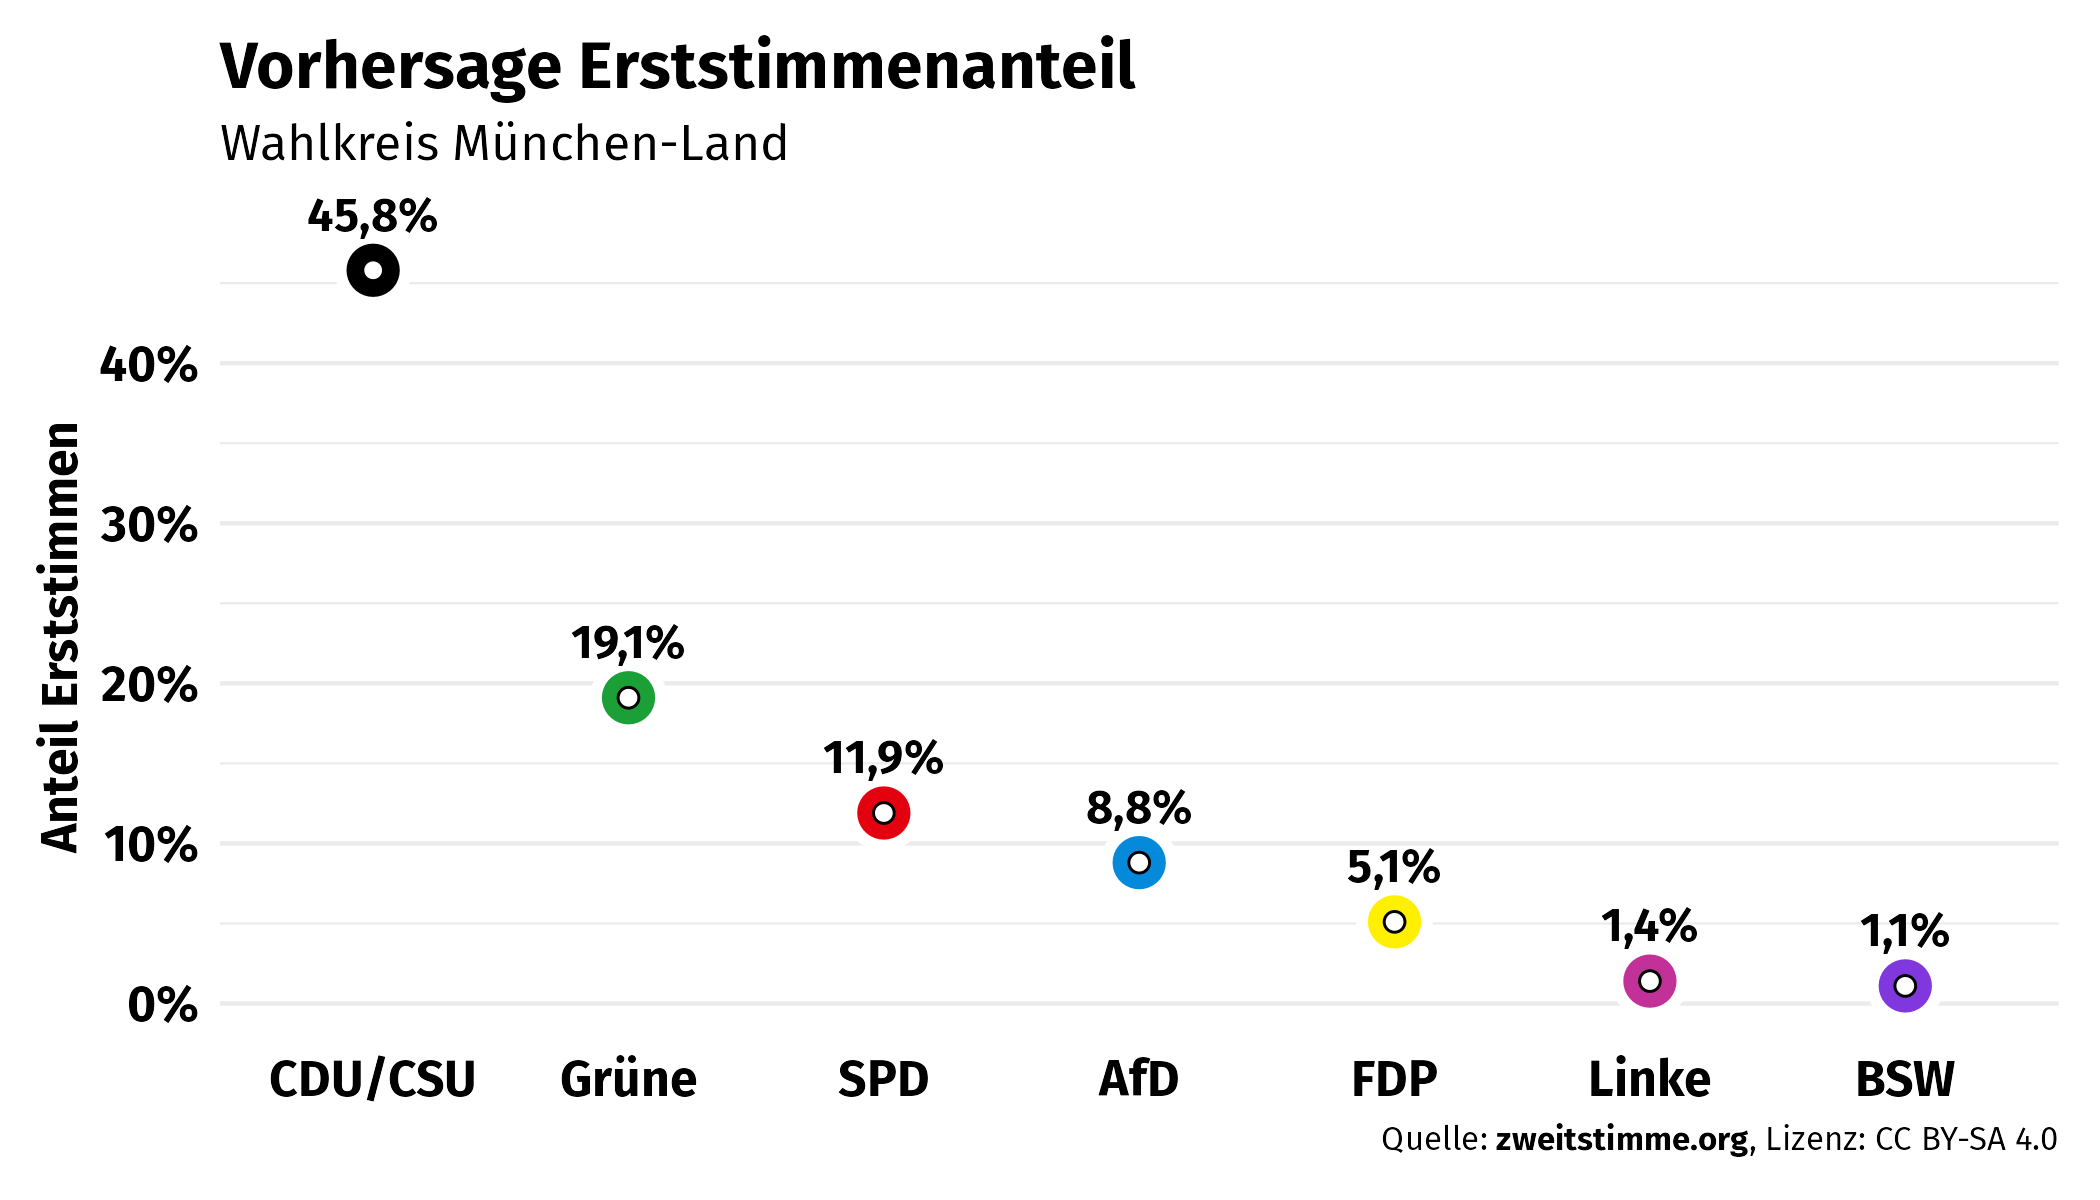 Vorhersage Erststimmenanteil
Wahlkreis München-Land
45,8%
40%
30%
19,1%
20%
11,9%
8,8%
10%
5,1%
1,4%
1,1%
0%
Anteil Erststimmen
CDU/CSU Grüne SPD AfD FDP Linke BSW
Quelle: zweitstimme.org, Lizenz: CC BY-SA 4.0